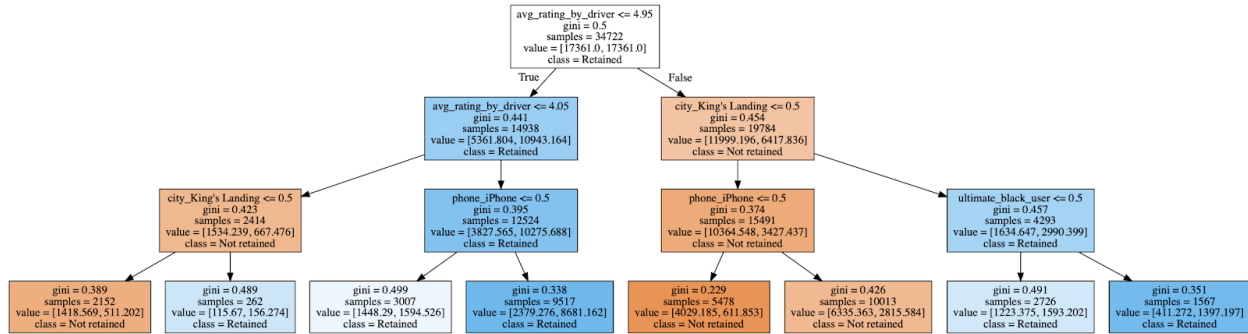 avg_rating_by_driver <= 4.95
gini = 0.5
samples = 34722
value = [17361.0, 17361.0]
class = Retained
True
False
avg_rating_by_driver <= 4.05
gini = 0.441
samples = 14938
value = [5361.804, 10943.164]
class = Retained
city_King's Landing <= 0.5
gini = 0.454
samples = 19784
value = [11999.196, 6417.836]
class = Not retained
city_King's Landing <= 0.5
gini = 0.423
samples = 2414
value = [1534.239, 667.476]
class = Not retained
phone_iPhone <= 0.5
gini = 0.395
samples = 12524
value = [3827.565, 10275.688]
class = Retained
phone_iPhone <= 0.5
gini = 0.374
samples = 15491
value = [10364.548, 3427.437]
class = Not retained
ultimate_black_user <= 0.5
gini = 0.457
samples = 4293
value = [1634.647, 2990.399]
class = Retained
gini = 0.389
samples = 2152
value = [1418.569, 511.202]
class = Not retained
gini = 0.489
samples = 262
value = [115.67, 156.274]
class = Retained
gini = 0.499
samples = 3007
value = [1448.29, 1594.526]
class = Retained
gini = 0.338
samples = 9517
value = [2379.276, 8681.162]
class = Retained
gini = 0.229
samples = 5478
value = [4029.185, 611.853]
class = Not retained
gini = 0.426
samples = 10013
value = [6335.363, 2815.584]
class = Not retained
gini = 0.491
samples = 2726
value = [1223.375, 1593.202]
class = Retained
gini = 0.351
samples = 1567
value = [411.272, 1397.197]
class = Retained